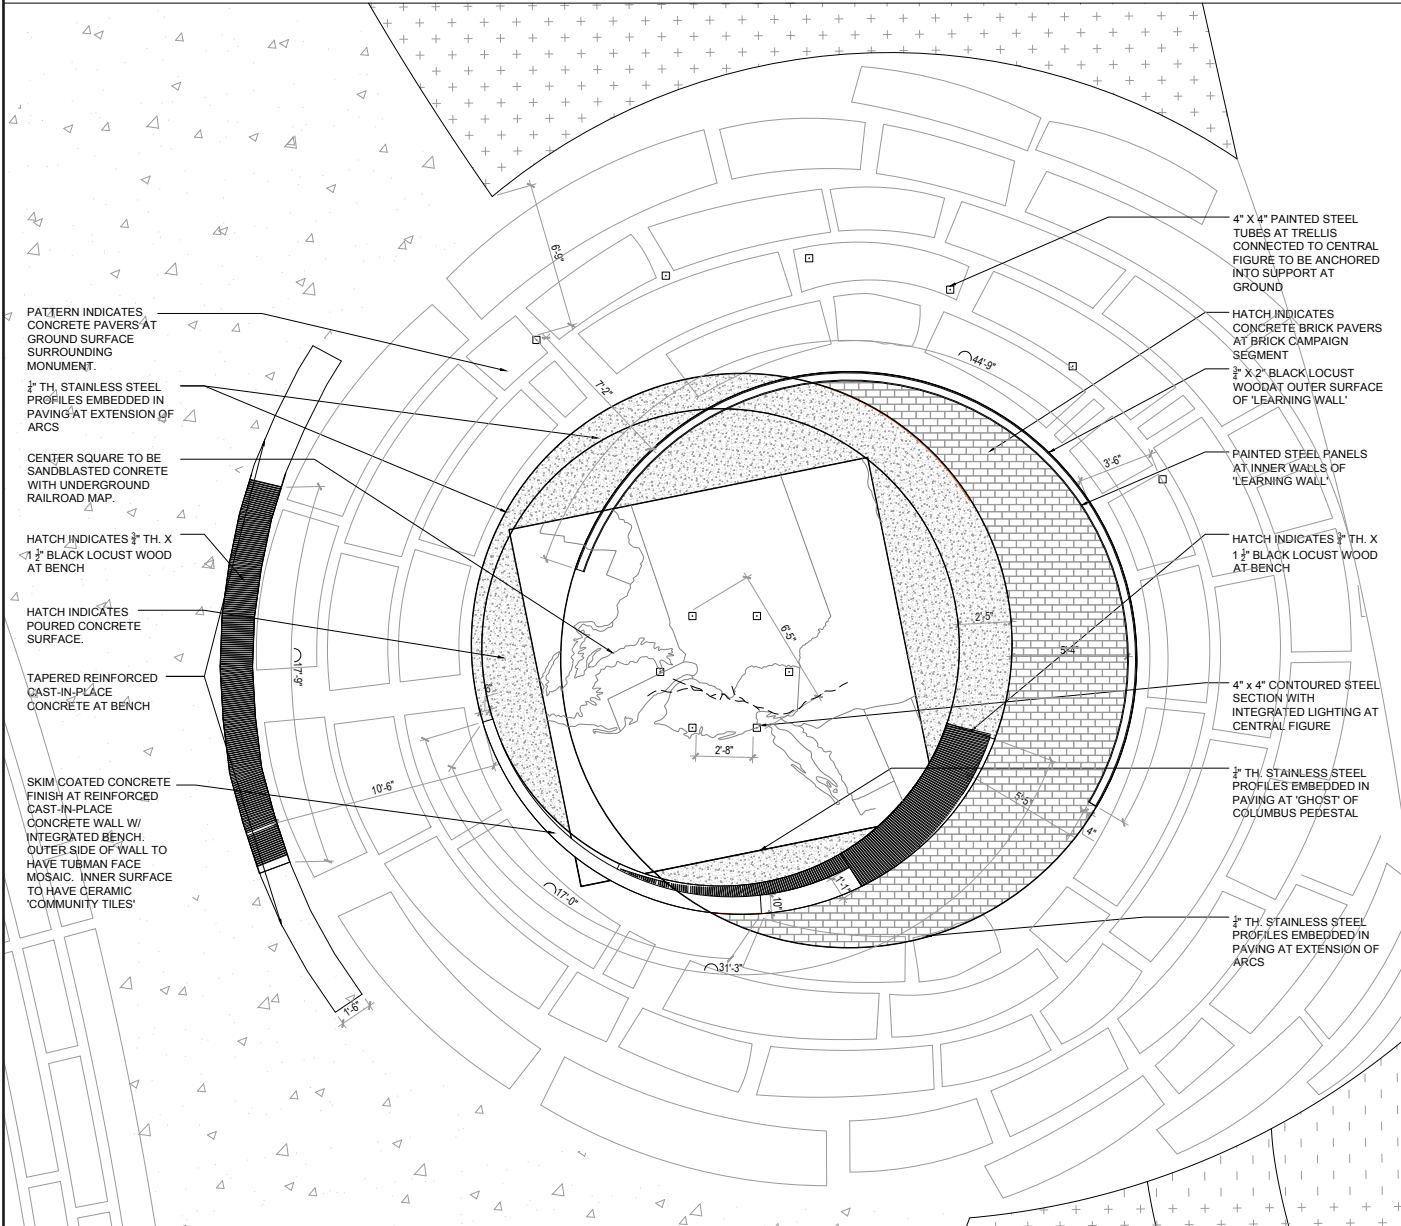 PATTERN INDICATES
CONCRETE PAVERS AT
GROUND SURFACE
SURROUNDING
MONUMENT.
1/4" TH. STAINLESS STEEL
PROFILES EMBEDDED IN
PAVING AT EXTENSION OF
ARCS
CENTER SQUARE TO BE
SANDBLASTED CONRETE
WITH UNDERGROUND
RAILROAD MAP.
HATCH INDICATES TH. X
1 1/2" BLACK LOCUST WOOD
AT BENCH
HATCH INDICATES
POURED CONCRETE
SURFACE.
TAPERED REINFORCED
CAST-IN-PLACE
CONCRETE AT BENCH
SKIM COATED CONCRETE
FINISH AT REINFORCED
CAST-IN-PLACE
CONCRETE WALL W/
INTEGRATED BENCH.
OUTER SIDE OF WALL TO
HAVE TUBMAN FACE
MOSAIC. INNER SURFACE
TO HAVE CERAMIC
'COMMUNITY TILES'
6'-9"
7'-2"
44'-9"
3'-6"
2'-5"
5'-4"
6'-5"
2'-8"
17'-9"
10'-6"
5'-5"
4"
1'-1"
10"
17'-0"
31'-3"
1'-6"
4" X 4" PAINTED STEEL
TUBES AT TRELLIS
CONNECTED TO CENTRAL
FIGURE TO BE ANCHORED
INTO SUPPORT AT
GROUND
HATCH INDICATES
CONCRETE BRICK PAVERS
AT BRICK CAMPAIGN
SEGMENT
3/4" X 2" BLACK LOCUST
WOODAT OUTER SURFACE
OF 'LEARNING WALL'
PAINTED STEEL PANELS
AT INNER WALLS OF
'LEARNING WALL'
HATCH INDICATES TH. X
1 1/2" BLACK LOCUST WOOD
AT BENCH
4" x 4" CONTOURED STEEL
SECTION WITH
INTEGRATED LIGHTING AT
CENTRAL FIGURE
1/4" TH. STAINLESS STEEL
PROFILES EMBEDDED IN
PAVING AT 'GHOST' OF
COLUMBUS PEDESTAL
1/4" TH. STAINLESS STEEL
PROFILES EMBEDDED IN
PAVING AT EXTENSION OF
ARCS